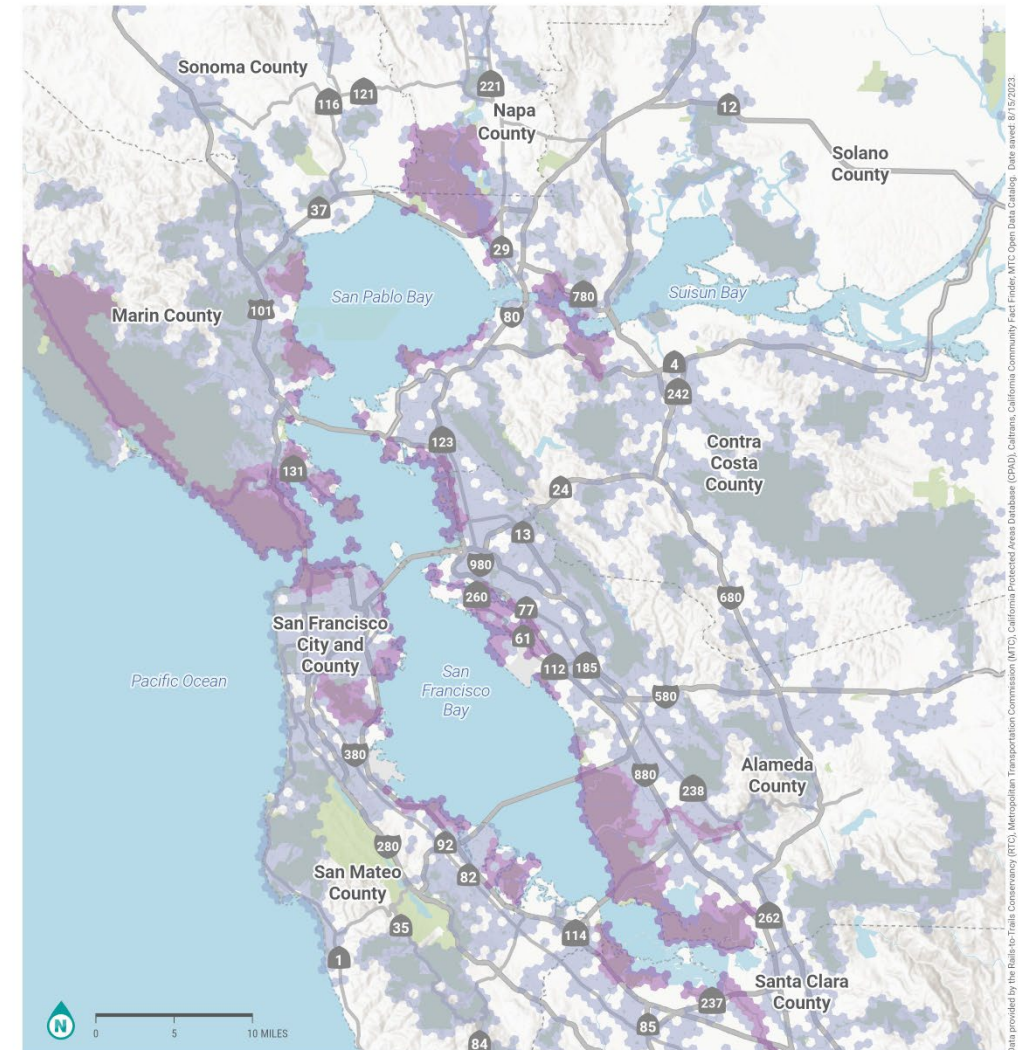 Sonoma County
116
121
221
Napa
County
12
Solano
County
37
29
San Pablo Bay
Marin County
101
780
Suisun Bay
80
4
242
123
Contra
Costa
County
131
24
13
980
260
680
77
San Francisco
City and
County
61
112
185
Pacific Ocean
San
Francisco
Bay
580
380
880
Alameda
County
238
280
92
San Mateo
County
82
262
35
114
1
Santa Clara
County
237
85
84
N
0
5
10 MILES
Data provided by the Rails-to-Trails Conservancy (RTC), Metropolitan Transportation Commission (MTC), California Protected Areas Database (CPAD), Caltrans, California Community Fact Finder, MTC Open Data Catalog. Date saved: 8/15/2023.